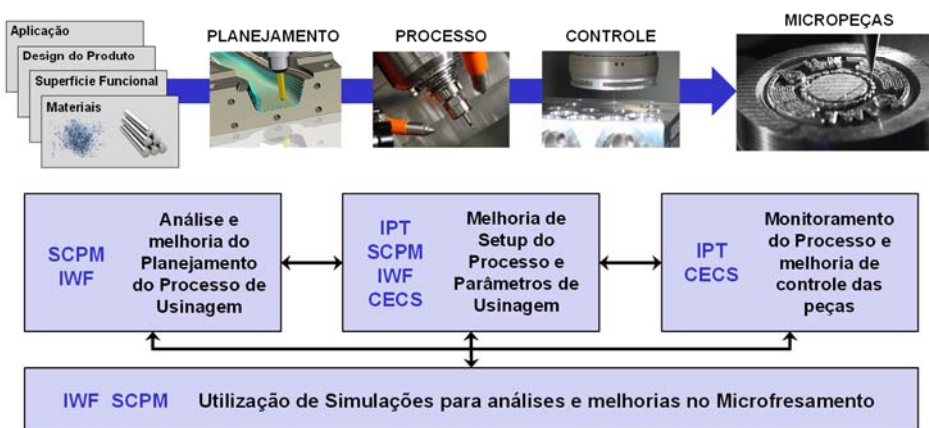 Aplicação
Design do Produto
Superfície Funcional
Materiais
PLANEJAMENTO
PROCESSO
CONTROLE
MICROPEÇAS
SCPM
IWF
Análise e
melhoria do
Planejamento
do Processo de
Usinagem
IPT
SCPM
IWF
CECS
Melhoria de
Setup do
Processo e
Parâmetros de
Usinagem
IPT
CECS
Monitoramento
do Processo e
melhoria de
controle das
peças
IWF SCPM Utilização de Simulações para análises e melhorias no Microfresamento